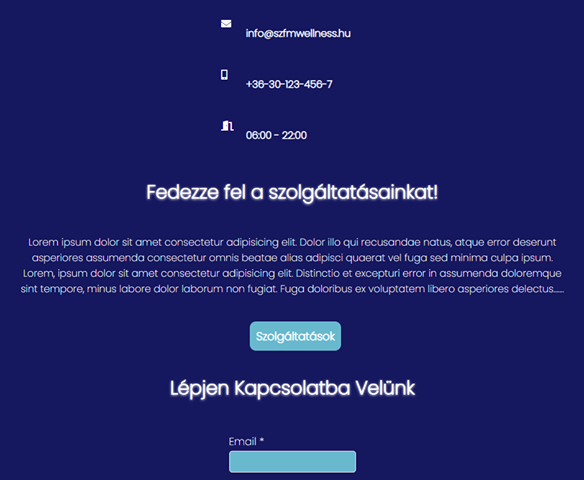 info@szfmwellness.hu
+36-30-123-456-7
06:00 - 22:00
Fedezze fel a szolgáltatásainkat!
Lorem ipsum dolor sit amet consectetur adipisicing elit. Dolor illo qui recusandae natus, atque error deserunt
asperiores assumenda consectetur omnis beatae alias adipisci quaerat vel fuga sed minima culpa ipsum.
Lorem, ipsum dolor sit amet consectetur adipisicing elit. Distinctio et excepturi error in assumenda doloremque
sint tempore, minus labore dolor laborum non fugiat. Fuga doloribus ex voluptatem libero asperiores delectus......
Szolgáltatások
Lépjen Kapcsolatba Velünk
Email *